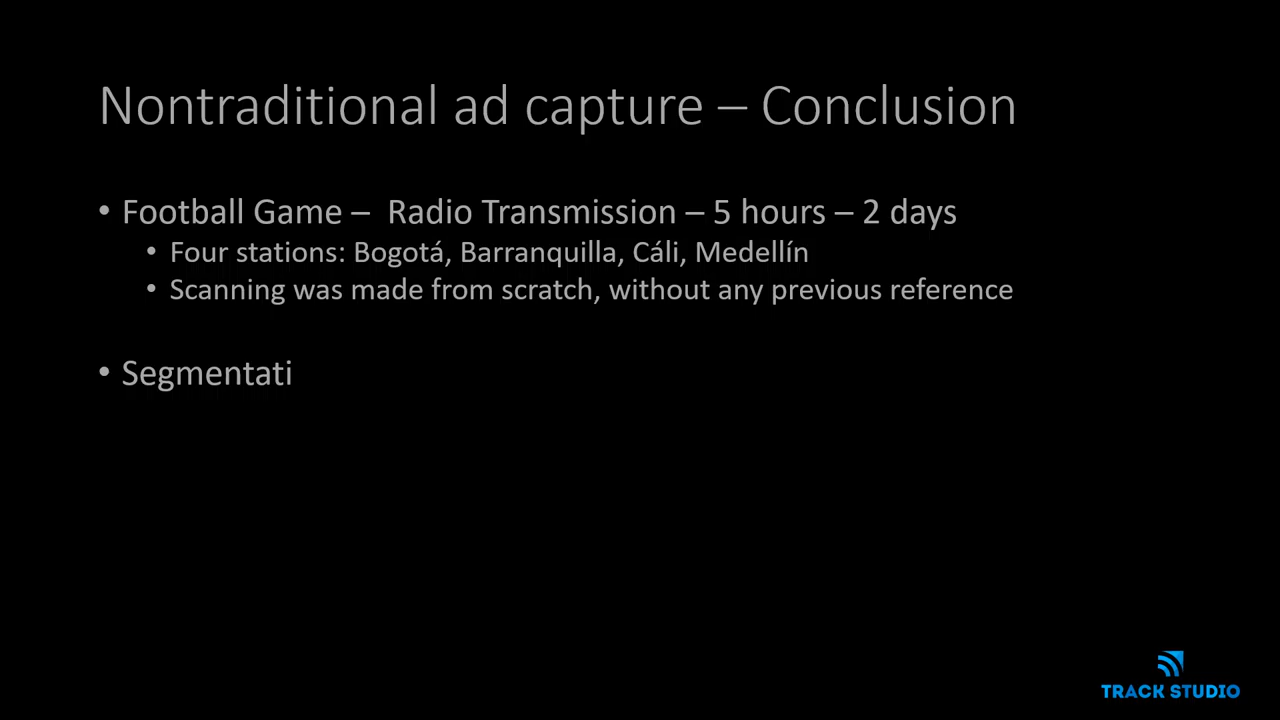 Nontraditional ad capture – Conclusion
• Football Game – Radio Transmission – 5 hours – 2 days
• Four stations: Bogotá, Barranquilla, Cáli, Medellín
• Scanning was made from scratch, without any previous reference
• Segmentati
TRACK STUDIO